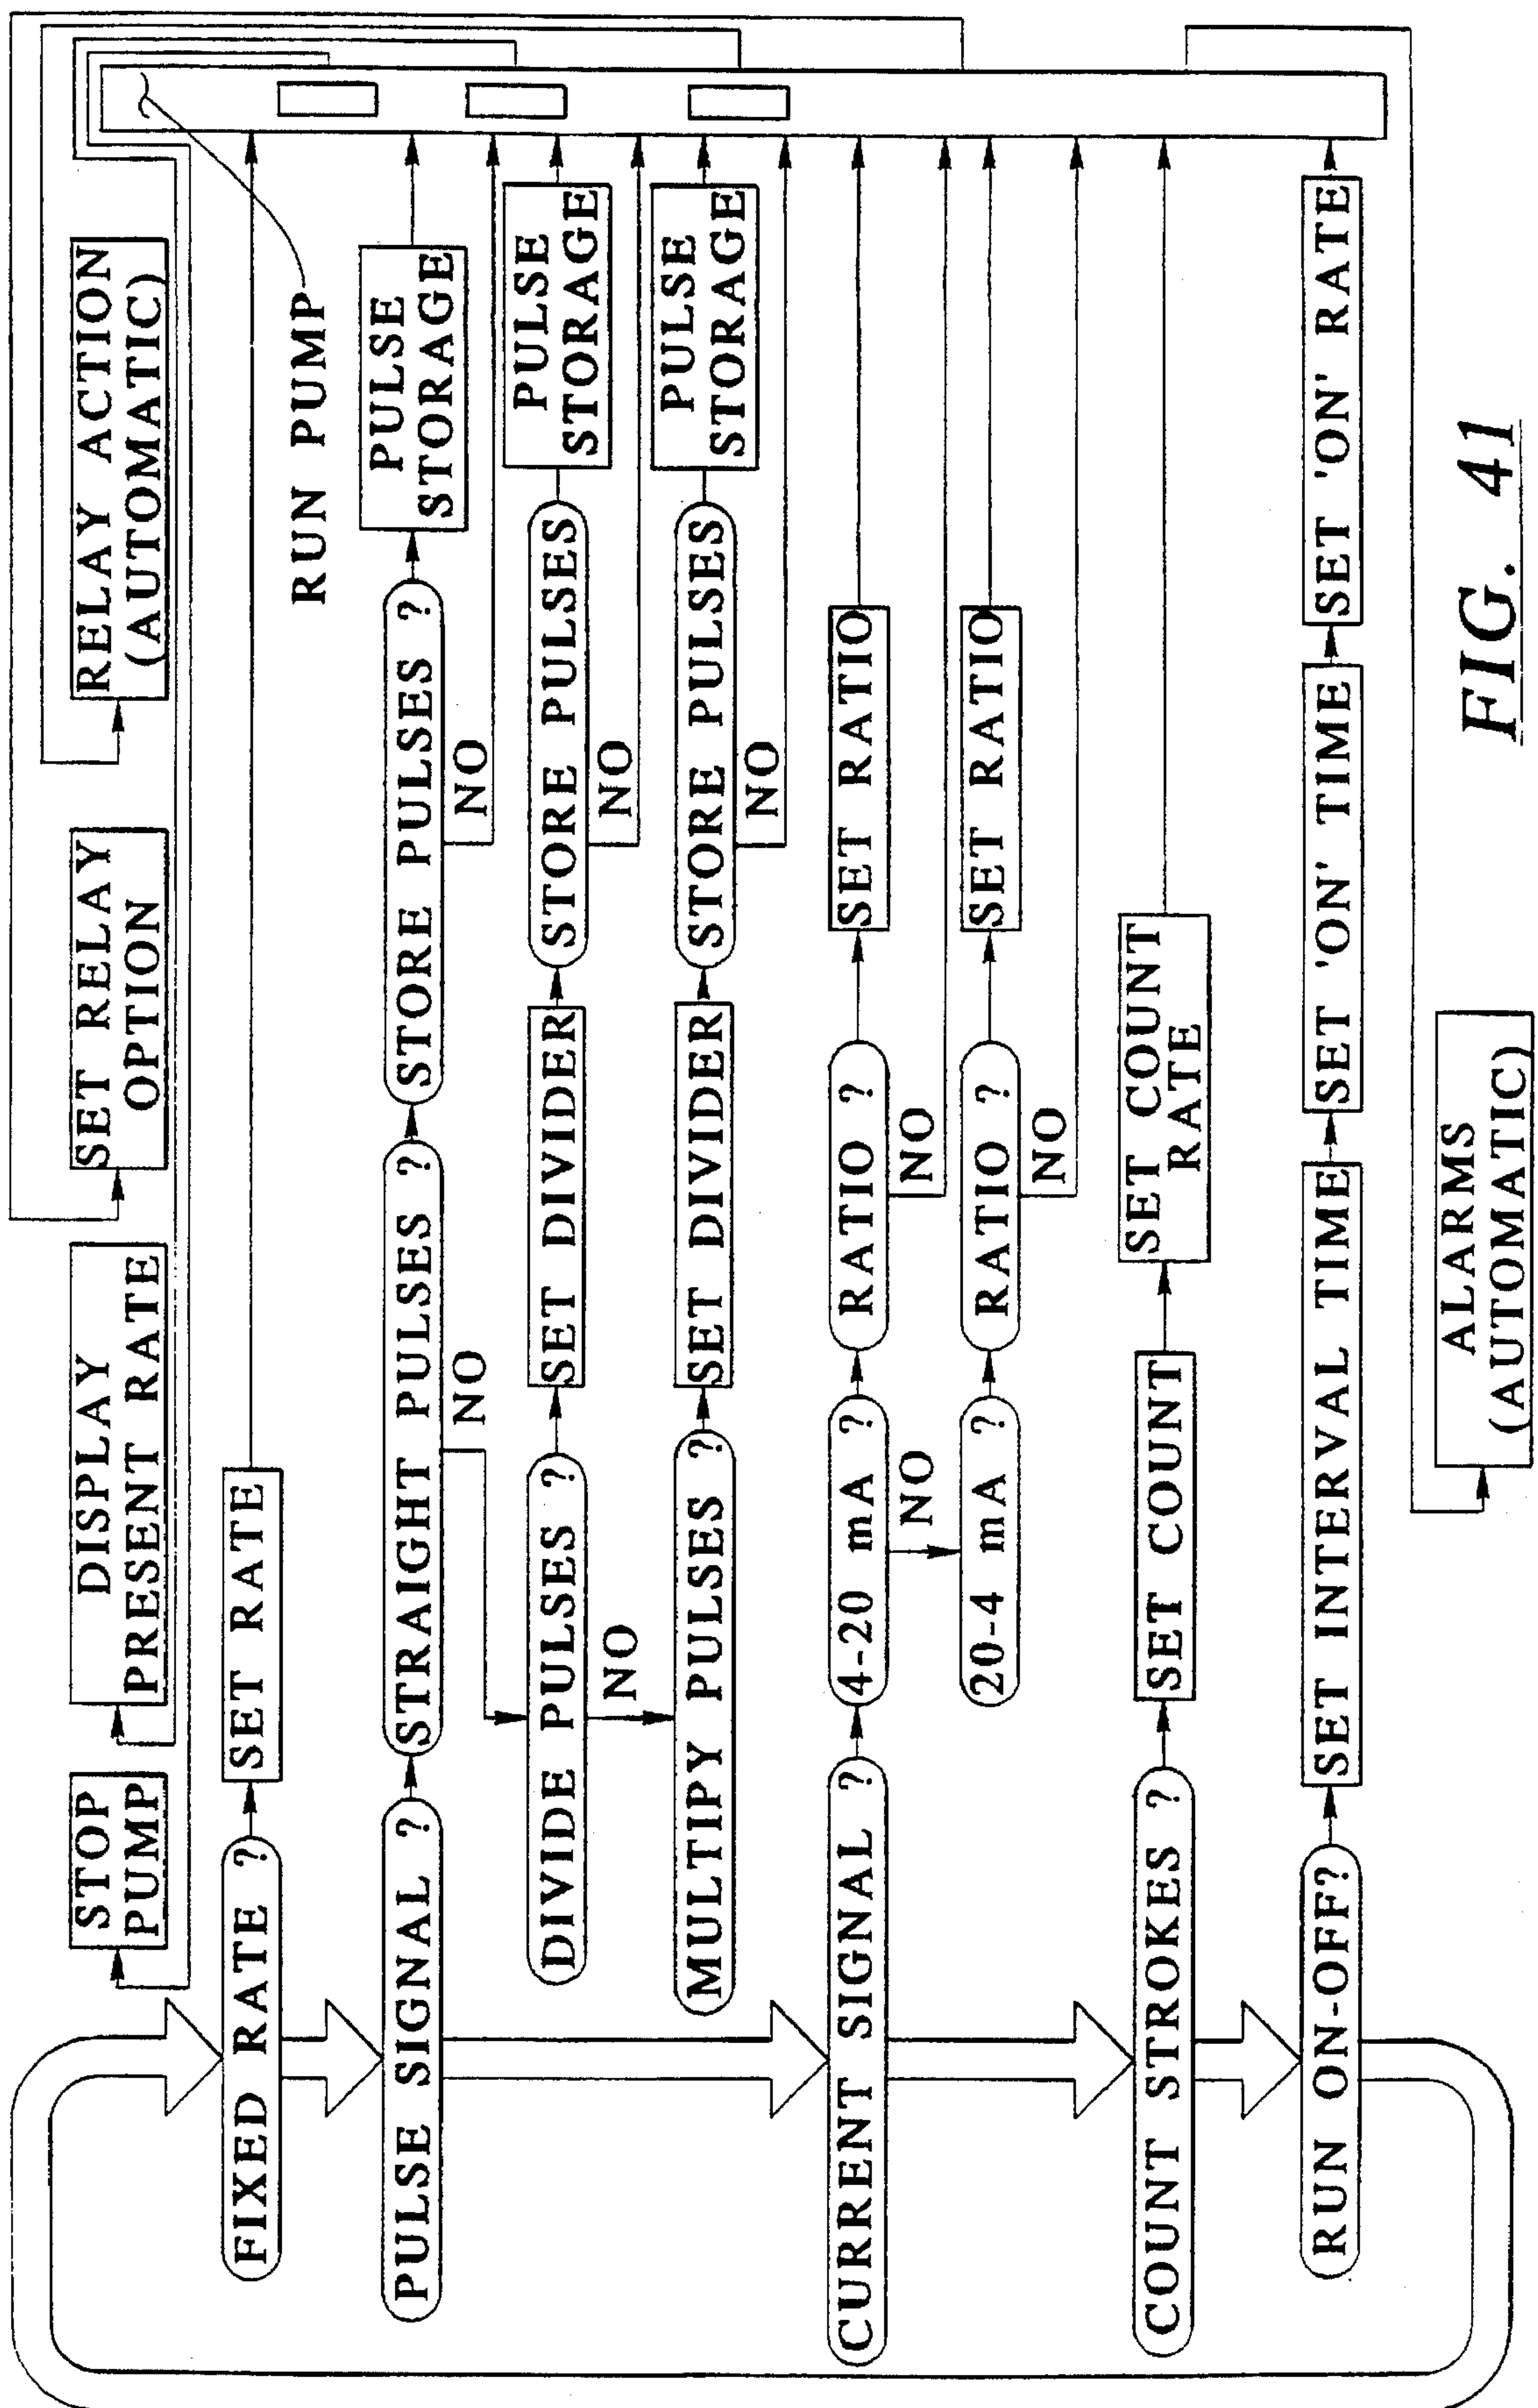 STOP
PUMP
DISPLAY
PRESENT RATE
SET RELAY
OPTION
RELAY ACTION
(AUTOMATIC)
FIXED RATE ?
SET RATE
RUN PUMP
PULSE SIGNAL ?
STRAIGHT PULSES ?
STORE PULSES ?
PULSE
STORAGE
NO
NO
DIVIDE PULSES ?
SET DIVIDER
STORE PULSES
PULSE
STORAGE
NO
NO
MULTIPY PULSES ?
SET DIVIDER
STORE PULSES
PULSE
STORAGE
NO
CURRENT SIGNAL ?
4-20 mA ?
RATIO ?
SET RATIO
NO
NO
20-4 mA ?
RATIO ?
SET RATIO
NO
COUNT STROKES ?
SET COUNT
SET COUNT
RATE
RUN ON-OFF?
SET INTERVAL TIME
SET 'ON' TIME
SET 'ON' RATE
ALARMS
(AUTOMATIC)
FIG. 41